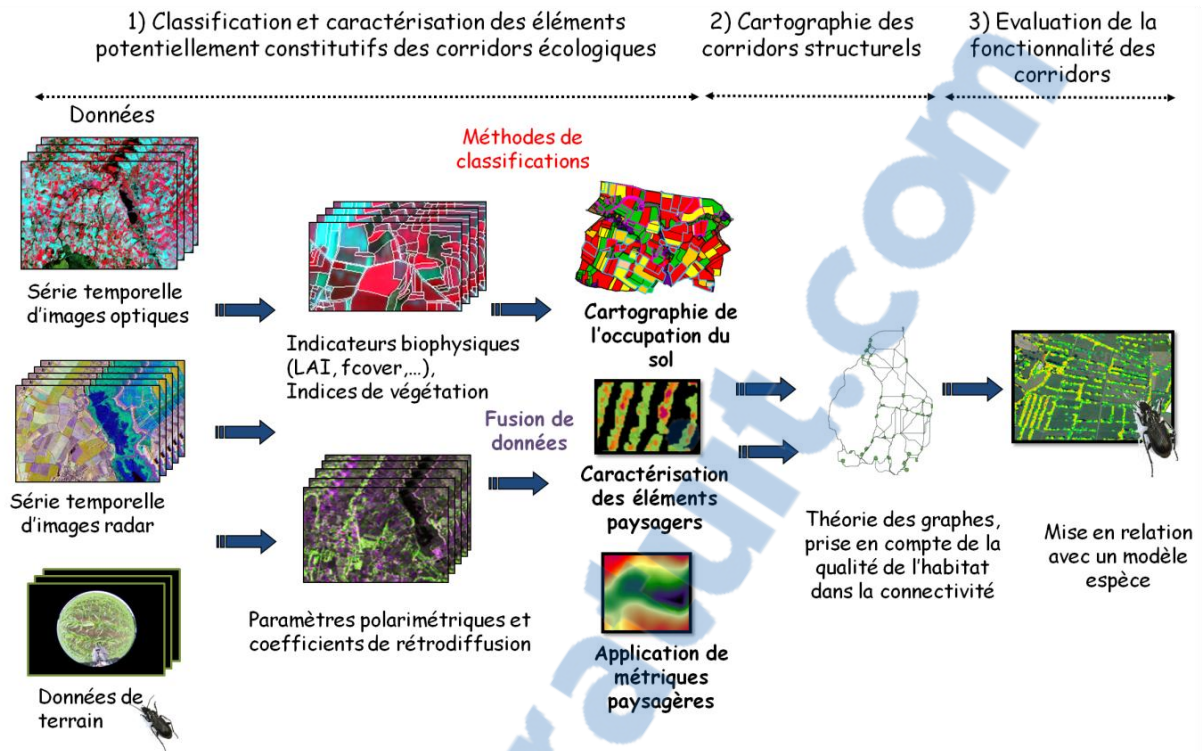 1) Classification et caractérisation des éléments
potentiellement constitutifs des corridors écologiques
2) Cartographie des
corridors structurels
3) Evaluation de la
fonctionnalité des
corridors
Données
Série temporelle
d'images optiques
Série temporelle
d'images radar
Données de
terrain
Indicateurs biophysiques
(LAI, fcover,...),
Indices de végétation
Paramètres polarimétriques et
coefficients de rétrodiffusion
Méthodes de
classifications
Fusion de
données
Cartographie de
l'occupation du
sol
Caractérisation
des éléments
paysagers
Application de
métriques
paysagères
Théorie des graphes,
prise en compte de la
qualité de l'habitat
dans la connectivité
Mise en relation
avec un modèle
espèce